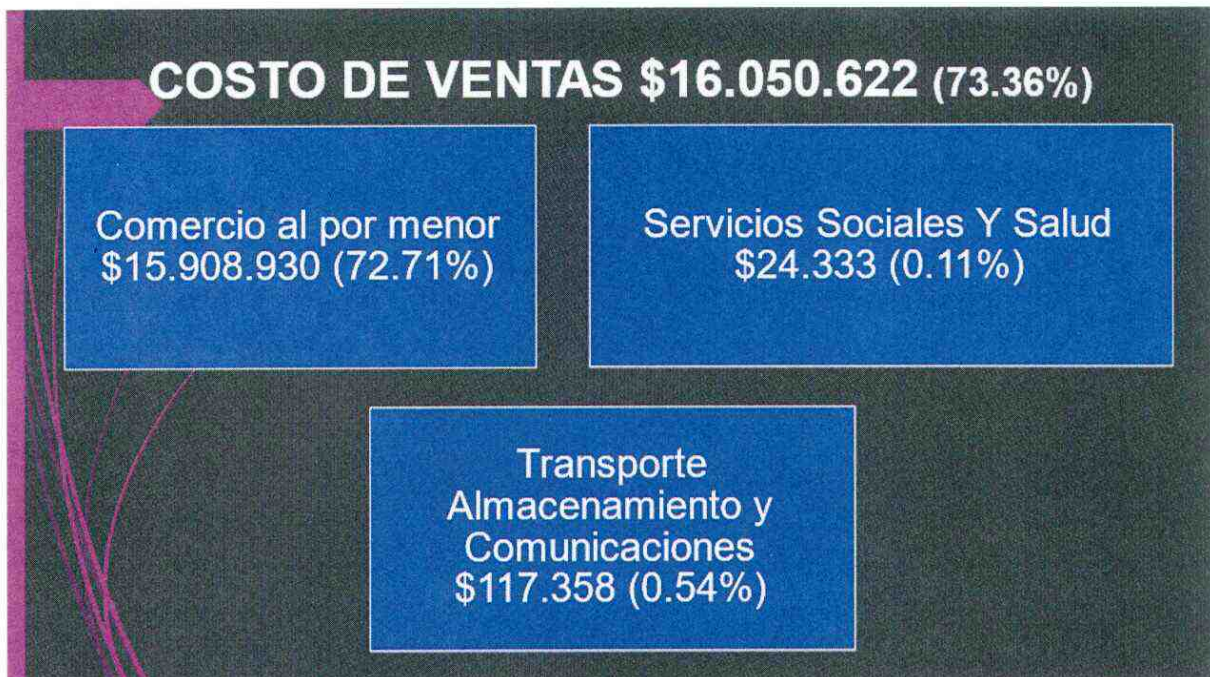 COSTO DE VENTAS $16.050.622 (73.36%)
Comercio al por menor
$15.908.930 (72.71%)
Servicios Sociales Y Salud
$24.333 (0.11%)
Transporte
Almacenamiento y
Comunicaciones
$117.358 (0.54%)